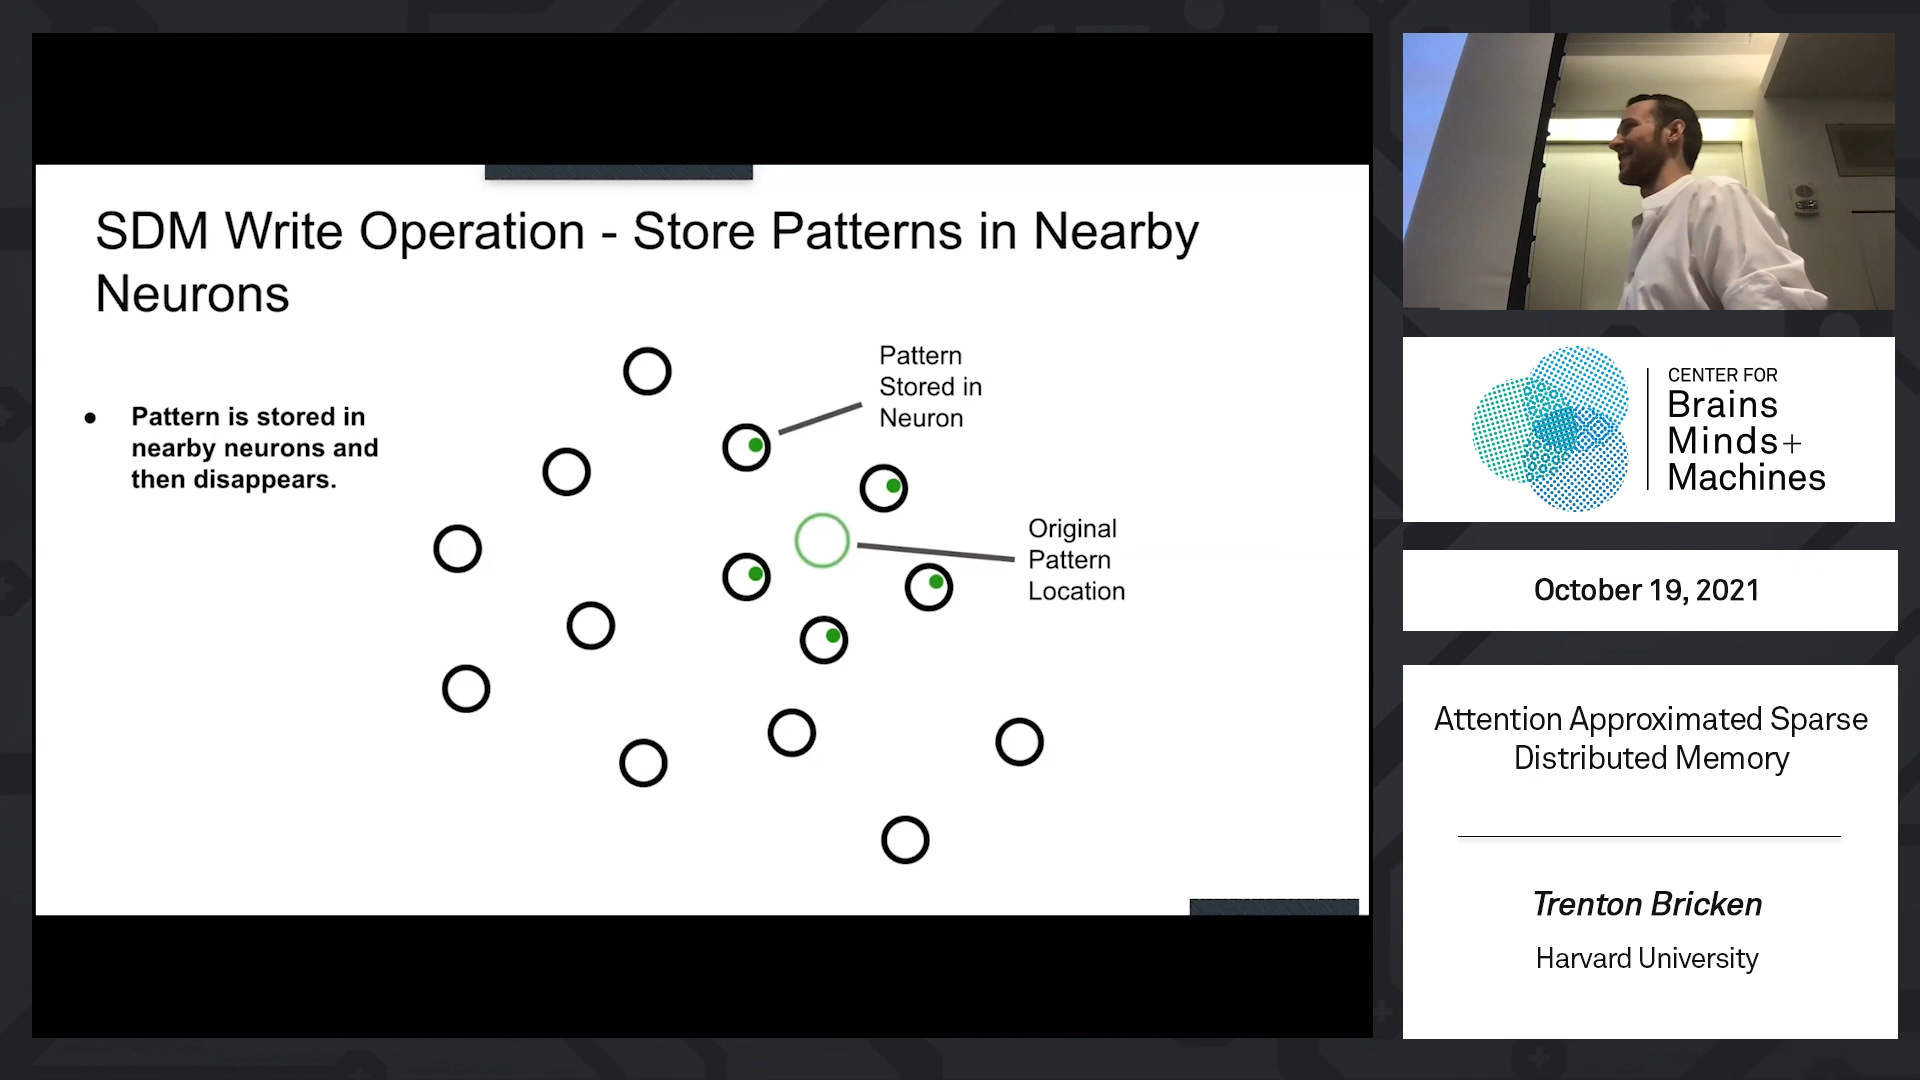 SDM Write Operation - Store Patterns in Nearby
Neurons
Pattern is stored in
nearby neurons and
then disappears.
Pattern
Stored in
Neuron
Original
Pattern
Location
CENTER FOR
Brains
Minds+
Machines
October 19, 2021
Attention Approximated Sparse
Distributed Memory
Trenton Bricken
Harvard University